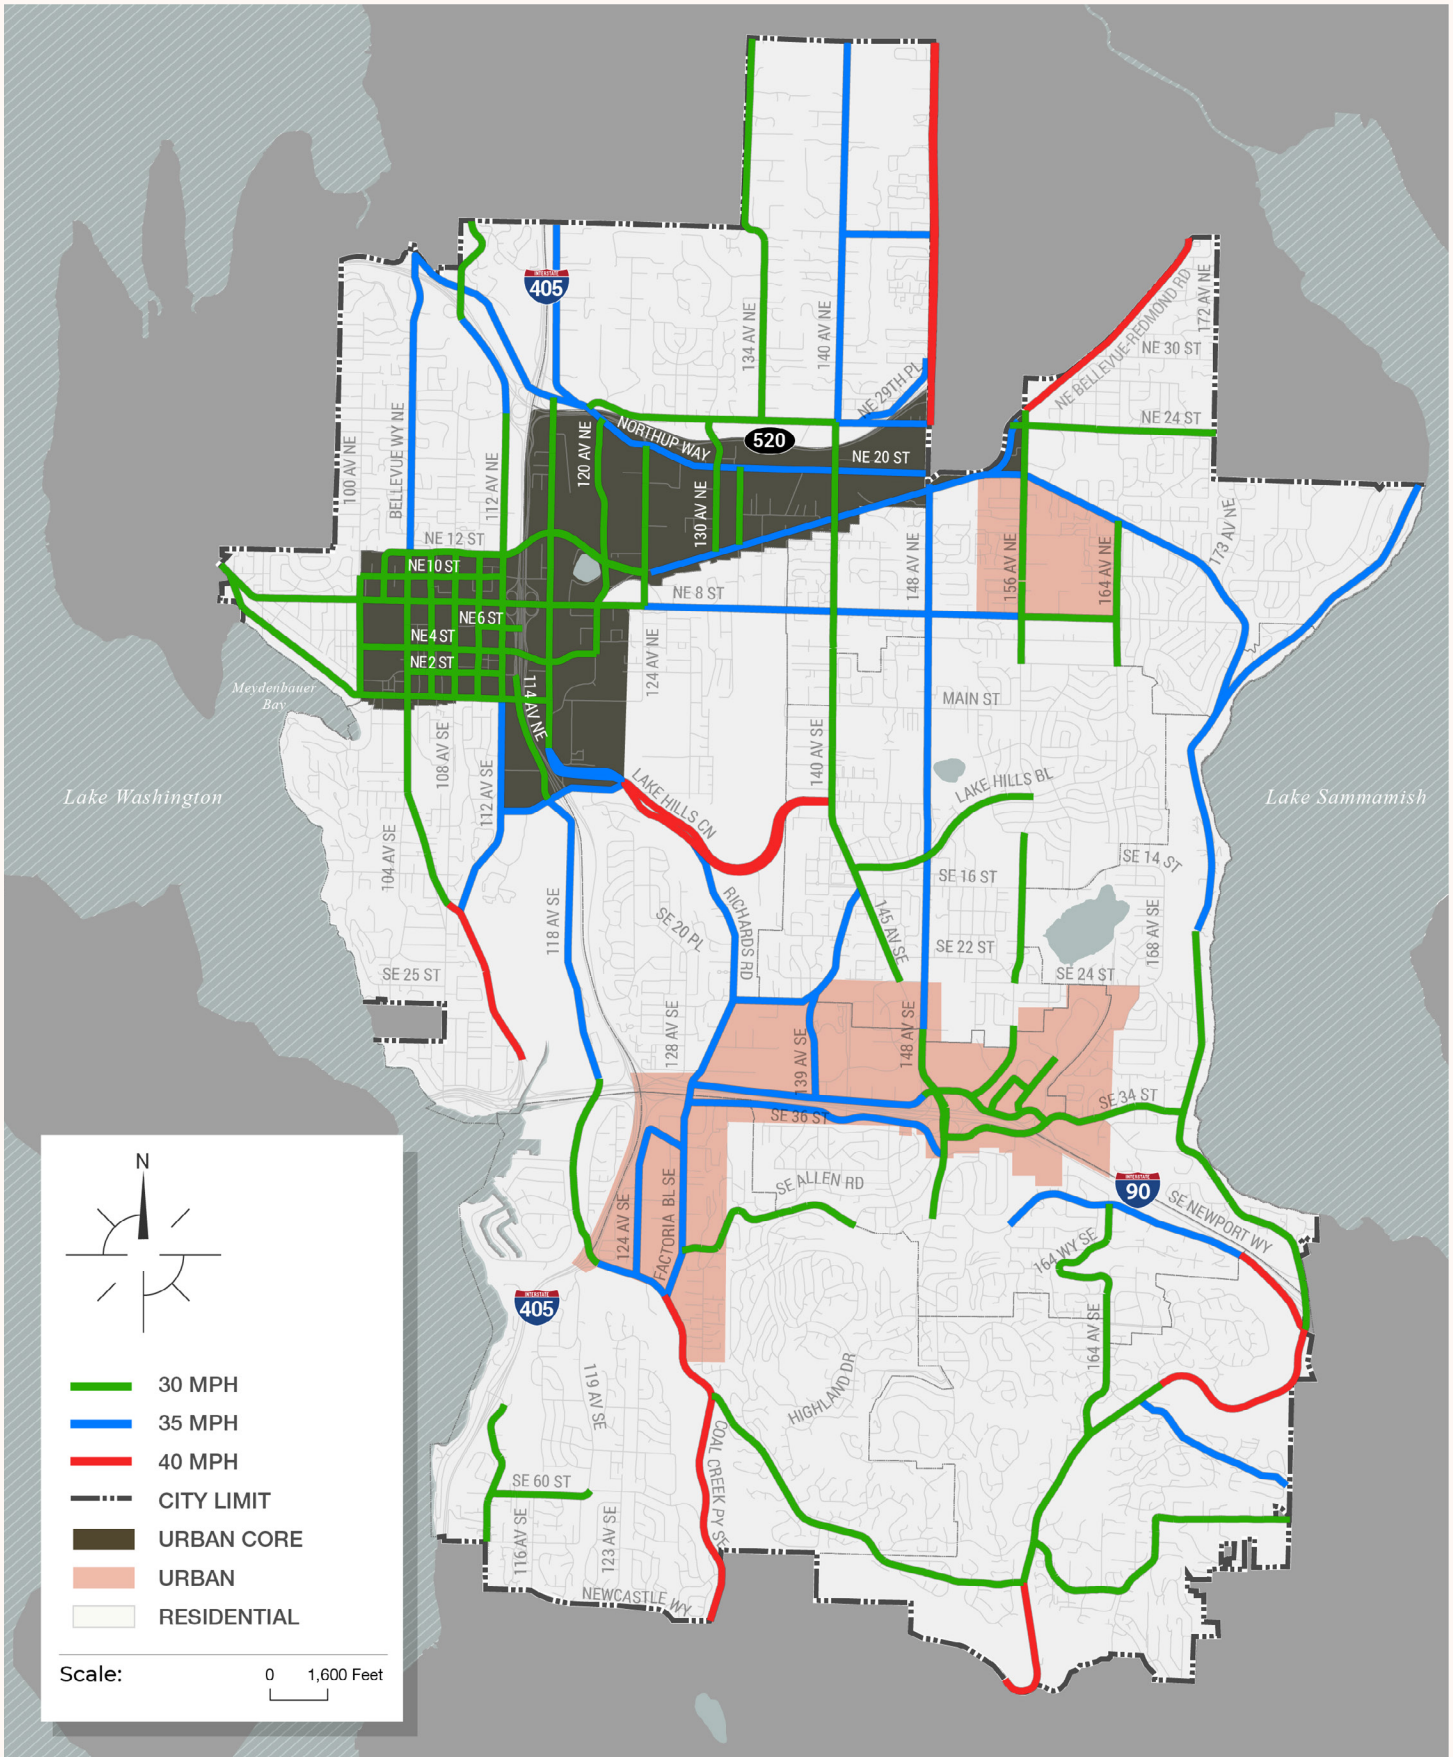 INTERSTATE
405
134 AV NE
140 AV NE
NE 29TH PL
NE BELLEVUE-REDMOND RD
172 AV NE
NE 30 ST
NE 24 ST
100 AV NE
BELLEVUE WY NE
112 AV NE
120 AV NE
NORTHUP WAY
520
NE 20 ST
130 AV NE
NE 12 ST
NE10 ST
NE 8 ST
148 AV NE
156 AV NE
164 AV NE
173 AV NE
NE6 ST
NE4 ST
NE2 ST
124 AV NE
114 AV NE
Meydenbauer
Bay
MAIN ST
108 AV SE
112 AV SE
140 AV SE
LAKE HILLS CN
LAKE HILLS BL
Lake Washington
Lake Sammamish
104 AV SE
SE 14 ST
SE 16 ST
118 AV SE
SE 20 PL
RICHARDS RD
145 AV SE
SE 22 ST
168 AV SE
SE 25 ST
SE 24 ST
128 AV SE
139 AV SE
148 AV SE
SE 36 ST
SE 34 ST
SE ALLEN RD
INTERSTATE
90
SE NEWPORT WY
124 AV SE
FACTORIA BL SE
164 WY SE
INTERSTATE
405
164 AV SE
119 AV SE
HIGHLAND DR
COAL CREEK PY SE
SE 60 ST
116 AV SE
123 AV SE
NEWCASTLE WY
N
30 MPH
35 MPH
40 MPH
CITY LIMIT
URBAN CORE
URBAN
RESIDENTIAL
Scale:
0 1,600 Feet